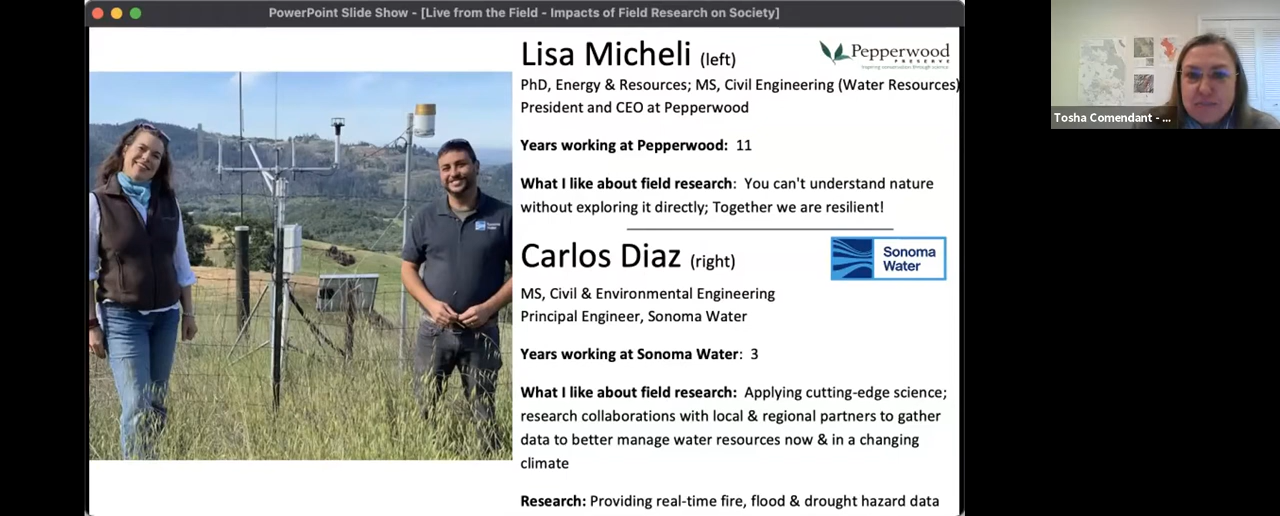 PowerPoint Slide Show - [Live from the Field - Impacts of Field Research on Society]
Lisa Micheli (left)
Pepperwood
PRESERVE
Inspiring conservation through science.
PhD, Energy & Resources; MS, Civil Engineering (Water Resources)
President and CEO at Pepperwood
Years working at Pepperwood: 11
What I like about field research: You can't understand nature
without exploring it directly; Together we are resilient!
Carlos Diaz (right)
Sonoma
Water
MS, Civil & Environmental Engineering
Principal Engineer, Sonoma Water
Years working at Sonoma Water: 3
What I like about field research: Applying cutting-edge science;
research collaborations with local & regional partners to gather
data to better manage water resources now & in a changing
climate
Research: Providing real-time fire, flood & drought hazard data
Tosha Comendant - ...